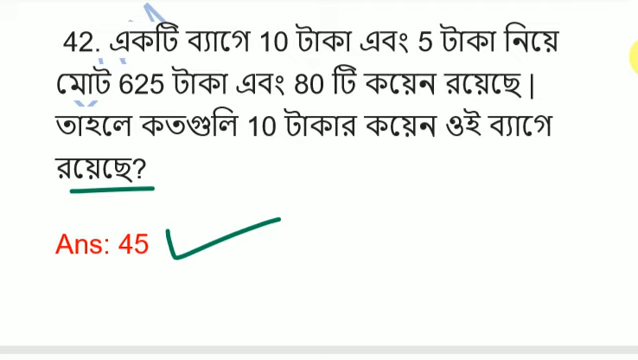 42. একটি ব্যাগে 10 টাকা এবং 5 টাকা নিয়ে
মোট 625 টাকা এবং 80 টি কয়েন রয়েছে|
তাহলে কতগুলি 10 টাকার কয়েন ওই ব্যাগে
রয়েছে?
Ans: 45